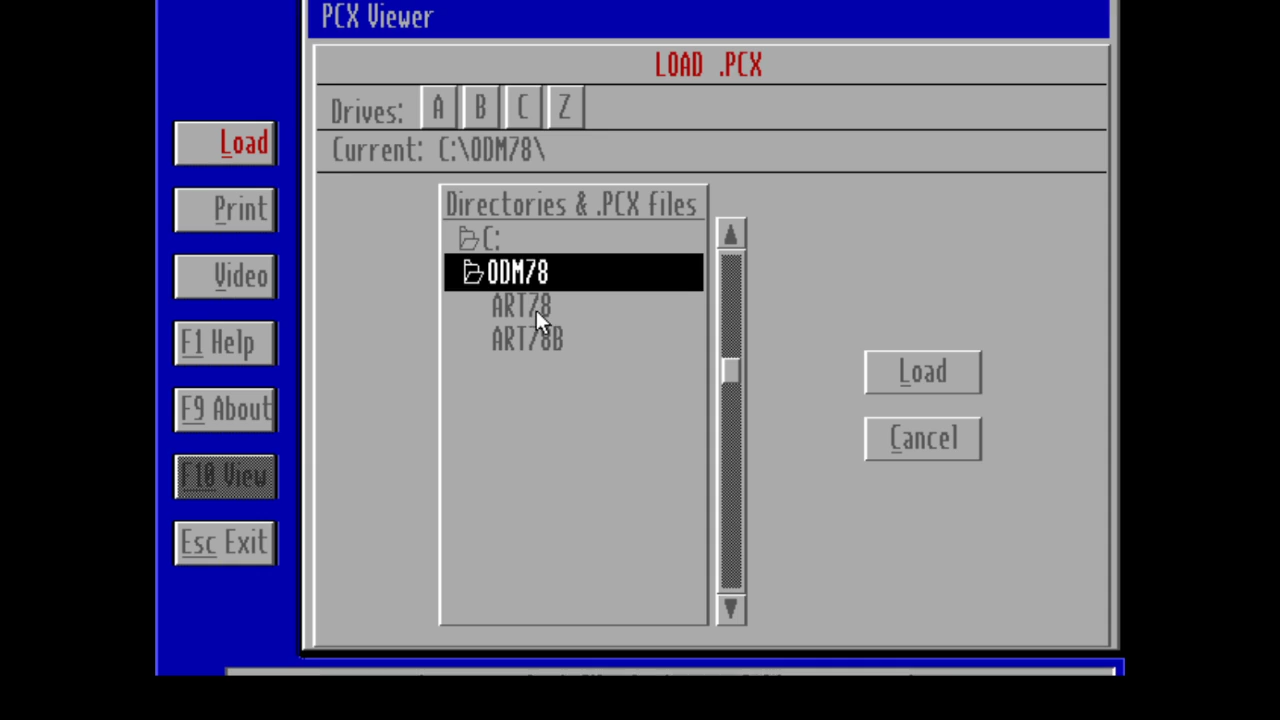 PCX Viewer
LOAD .PCX
Drives: A B C Z
Current: C:\ODM78\
Directories & .PCX files
C:
ODM78
ART78
ART78B
Load
Cancel
Load
Print
Video
F1 Help
F9 About
F10 View
Esc Exit